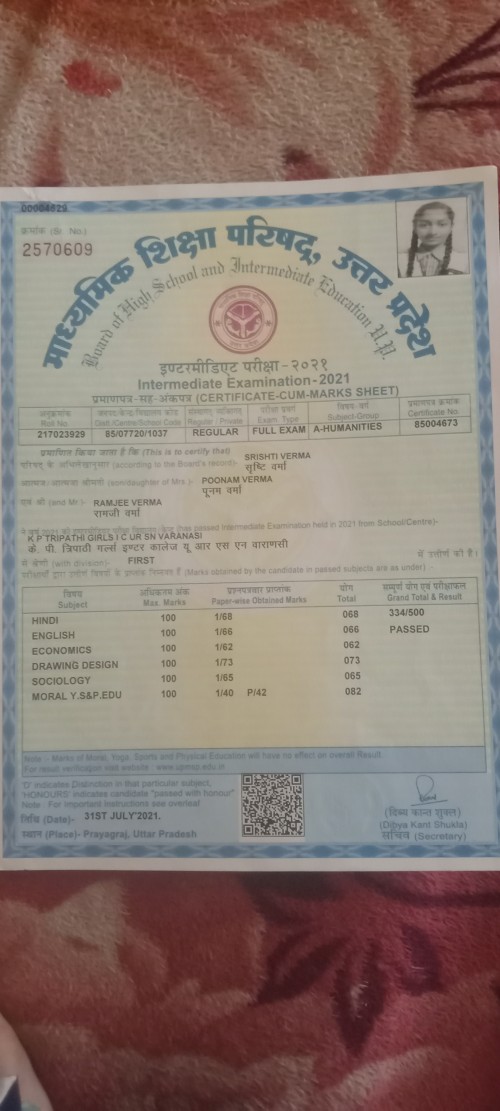 00004629
क्रमांक (Sr. No.)
2570609
माध्यमिक शिक्षा परिषद्, उत्तर प्रदेश
Board of High School and Intermediate Education U.P.
इण्टरमीडिएट परीक्षा-२०२१
Intermediate Examination-2021
प्रमाणपत्र-सह-अंकपत्र (CERTIFICATE-CUM-MARKS SHEET)
अनुक्रमांक Roll No. जनपद/केन्द्र/विद्यालय कोड Distt./Centre/School Code संस्थागत/व्यक्तिगत Regular / Private परीक्षा प्रकार Exam. Type विषय-वर्ग Subject-Group प्रमाणपत्र क्रमांक Certificate No.
217023929 85/07720/1037 REGULAR FULL EXAM A-HUMANITIES 85004673
प्रमाणित किया जाता है कि (This is to certify that) SRISHTI VERMA
परिषद् के अभिलेखानुसार (according to the Board's record)- सृष्टि वर्मा
आत्मज/आत्मजा श्रीमती (son/daughter of Mrs.)- POONAM VERMA
पूनम वर्मा
एवं श्री (and Mr.)- RAMJEE VERMA
रामजी वर्मा
(has passed Intermediate Examination held in 2021 from School/Centre)-
K P TRIPATHI GIRLS I C UR SN VARANASI
के. पी. त्रिपाठी गर्ल्स इण्टर कालेज यू आर एस एन वाराणसी
में श्रेणी (with division)- FIRST में उत्तीर्ण की है।
(Marks obtained by the candidate in passed subjects are as under) :-
विषय Subject अधिकतम अंक Max. Marks प्रश्नपत्रवार प्राप्तांक Paper-wise Obtained Marks योग Total सम्पूर्ण योग एवं परीक्षाफल Grand Total & Result
HINDI 100 1/68 068 334/500
ENGLISH 100 1/66 066 PASSED
ECONOMICS 100 1/62 062
DRAWING DESIGN 100 1/73 073
SOCIOLOGY 100 1/65 065
MORAL Y.S&P.EDU 100 1/40 P/42 082
Note :- Marks of Moral, Yoga, Sports and Physical Education will have no effect on overall Result.
For result verification visit website : www.upmsp.edu.in
'D' indicates Distinction in that particular subject,
'HONOURS' indicates candidate "passed with honour"
Note : For important instructions see overleaf
तिथि (Date)- 31ST JULY'2021.
स्थान (Place)- Prayagraj, Uttar Pradesh
(दिव्य कान्त शुक्ल)
(Dibya Kant Shukla)
सचिव (Secretary)